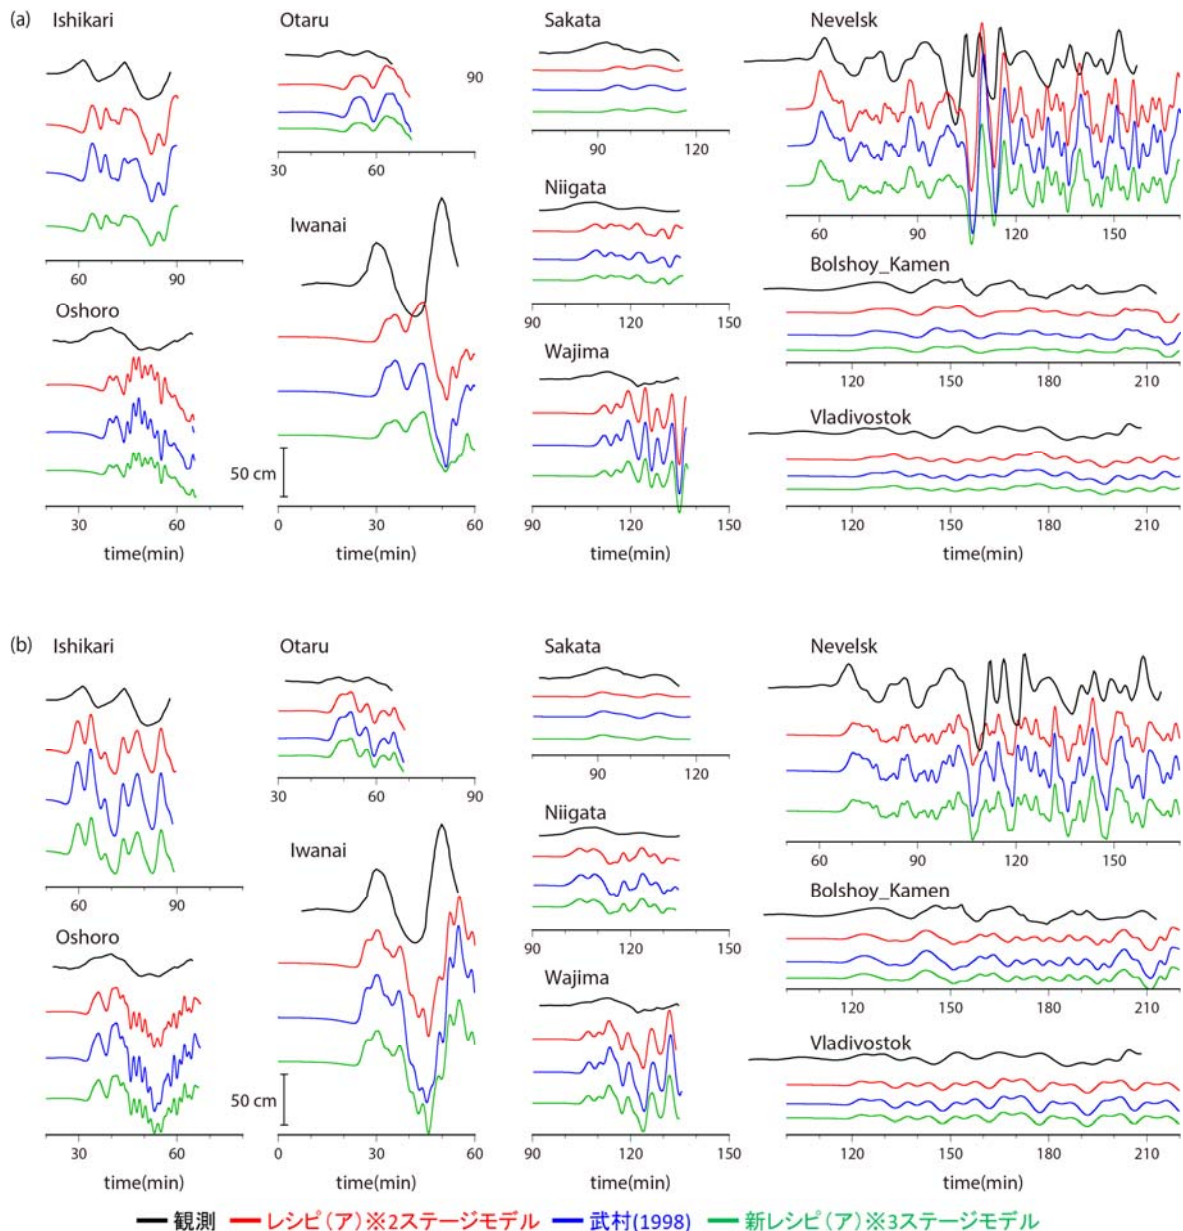 (a)
Ishikari
60
90
Otaru
90
30
60
Sakata
90
120
Nevelsk
60
90
120
150
Niigata
90
120
150
Iwanai
50 cm
0
30
60
time(min)
Oshoro
30
60
time(min)
Wajima
90
120
150
time(min)
Bolshoy_Kamen
120
150
180
210
Vladivostok
120
150
180
210
time(min)
(b)
Ishikari
60
90
Otaru
30
60
90
Sakata
90
120
Nevelsk
60
90
120
150
Niigata
90
120
150
Iwanai
50 cm
0
30
60
time(min)
Oshoro
30
60
time(min)
Wajima
90
120
150
time(min)
Bolshoy_Kamen
120
150
180
210
Vladivostok
120
150
180
210
time(min)
観測 レシピ(ア)※2ステージモデル 武村(1998) 新レシピ(ア)※3ステージモデル